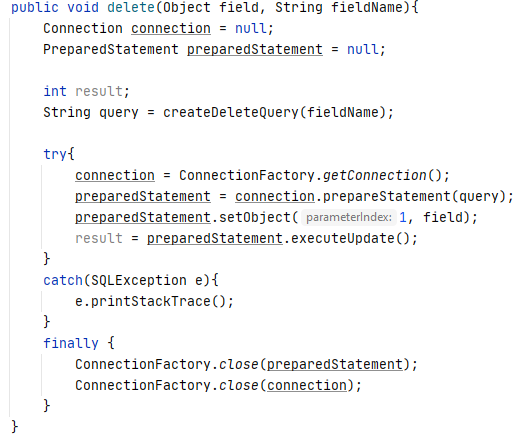 public void delete(Object field, String fieldName){
    Connection connection = null;
    PreparedStatement preparedStatement = null;

    int result;
    String query = createDeleteQuery(fieldName);

    try{
        connection = ConnectionFactory.getConnection();
        preparedStatement = connection.prepareStatement(query);
        preparedStatement.setObject( parameterIndex: 1, field);
        result = preparedStatement.executeUpdate();
    }
    catch(SQLException e){
        e.printStackTrace();
    }
    finally {
        ConnectionFactory.close(preparedStatement);
        ConnectionFactory.close(connection);
    }
}